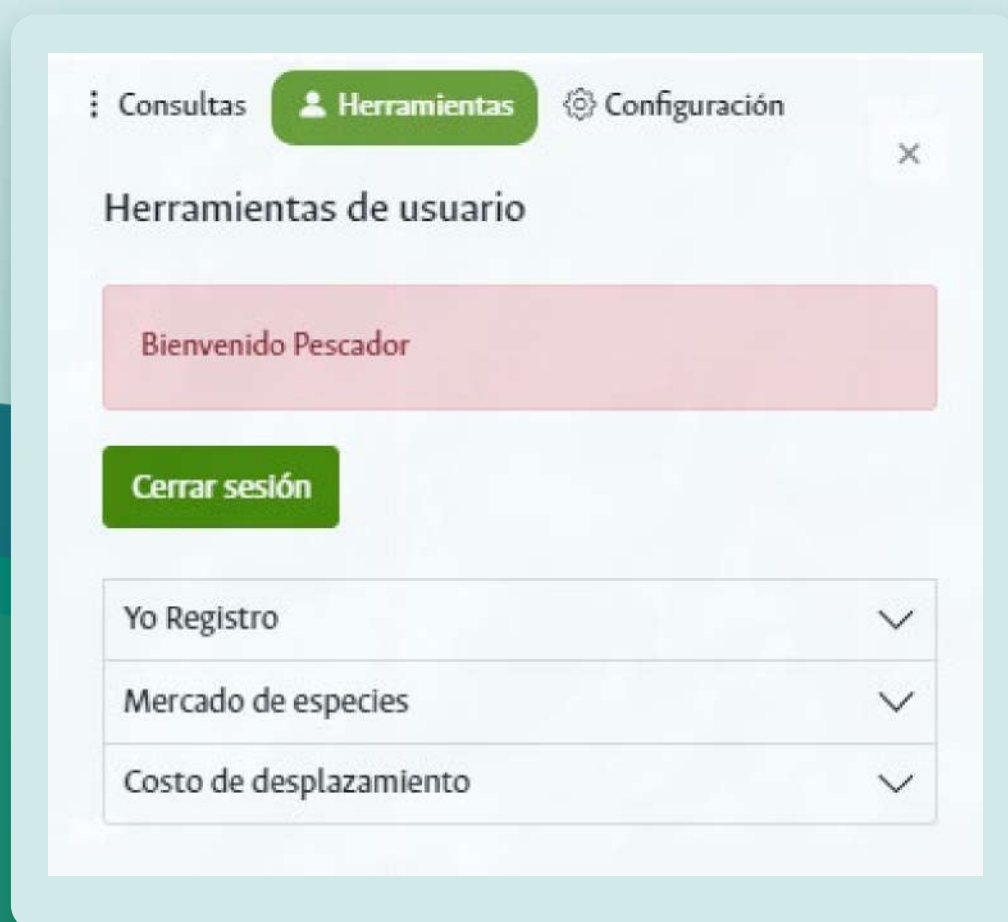 Consultas Herramientas Configuración
Herramientas de usuario
Bienvenido Pescador
Cerrar sesión
Yo Registro
Mercado de especies
Costo de desplazamiento